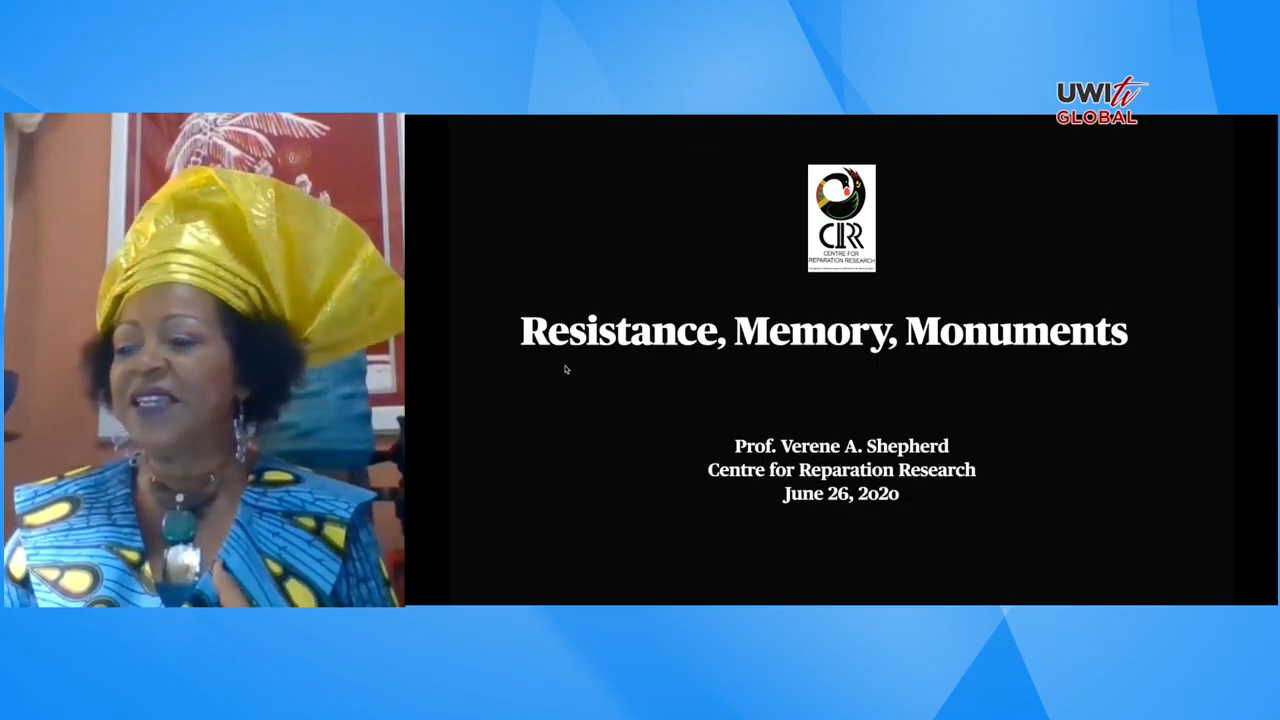 UWItv
GLOBAL
CRR
CENTRE FOR
REPARATION RESEARCH
Resistance, Memory, Monuments
Prof. Verene A. Shepherd
Centre for Reparation Research
June 26, 2020